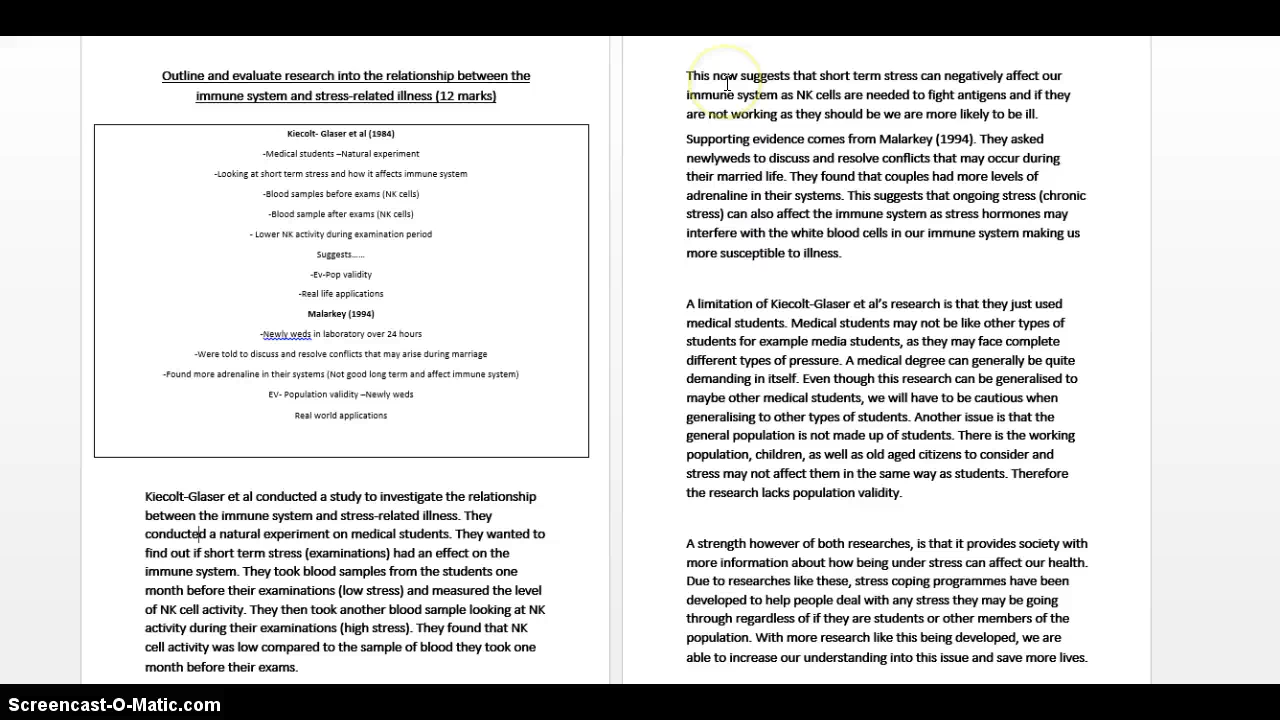 Outline and evaluate research into the relationship between the
immune system and stress-related illness (12 marks)
Kiecolt- Glaser et al (1984)
-Medical students –Natural experiment
-Looking at short term stress and how it affects immune system
-Blood samples before exams (NK cells)
-Blood sample after exams (NK cells)
- Lower NK activity during examination period
Suggests......
-Ev-Pop validity
-Real life applications
Malarkey (1994)
-Newly weds in laboratory over 24 hours
-Were told to discuss and resolve conflicts that may arise during marriage
-Found more adrenaline in their systems (Not good long term and affect immune system)
EV- Population validity –Newly weds
Real world applications
Kiecolt-Glaser et al conducted a study to investigate the relationship
between the immune system and stress-related illness. They
conducted a natural experiment on medical students. They wanted to
find out if short term stress (examinations) had an effect on the
immune system. They took blood samples from the students one
month before their examinations (low stress) and measured the level
of NK cell activity. They then took another blood sample looking at NK
activity during their examinations (high stress). They found that NK
cell activity was low compared to the sample of blood they took one
month before their exams.
This now suggests that short term stress can negatively affect our
immune system as NK cells are needed to fight antigens and if they
are not working as they should be we are more likely to be ill.
Supporting evidence comes from Malarkey (1994). They asked
newlyweds to discuss and resolve conflicts that may occur during
their married life. They found that couples had more levels of
adrenaline in their systems. This suggests that ongoing stress (chronic
stress) can also affect the immune system as stress hormones may
interfere with the white blood cells in our immune system making us
more susceptible to illness.
A limitation of Kiecolt-Glaser et al's research is that they just used
medical students. Medical students may not be like other types of
students for example media students, as they may face complete
different types of pressure. A medical degree can generally be quite
demanding in itself. Even though this research can be generalised to
maybe other medical students, we will have to be cautious when
generalising to other types of students. Another issue is that the
general population is not made up of students. There is the working
population, children, as well as old aged citizens to consider and
stress may not affect them in the same way as students. Therefore
the research lacks population validity.
A strength however of both researches, is that it provides society with
more information about how being under stress can affect our health.
Due to researches like these, stress coping programmes have been
developed to help people deal with any stress they may be going
through regardless of if they are students or other members of the
population. With more research like this being developed, we are
able to increase our understanding into this issue and save more lives.
Screencast-O-Matic.com